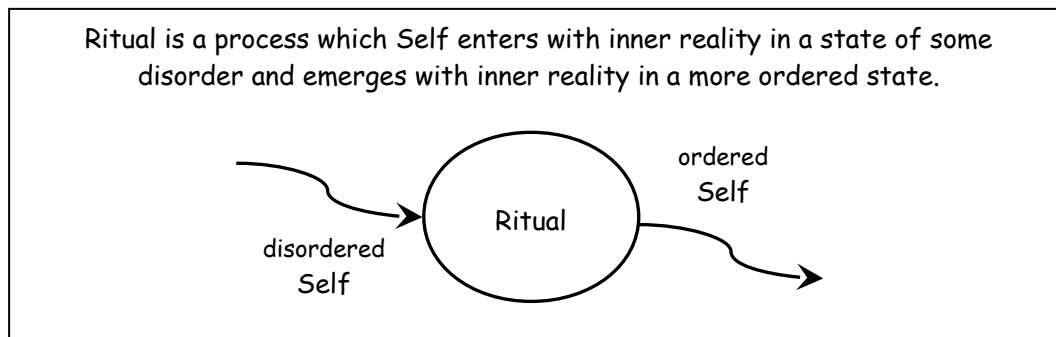 Ritual is a process which Self enters with inner reality in a state of some
disorder and emerges with inner reality in a more ordered state.
disordered
Self
Ritual
ordered
Self